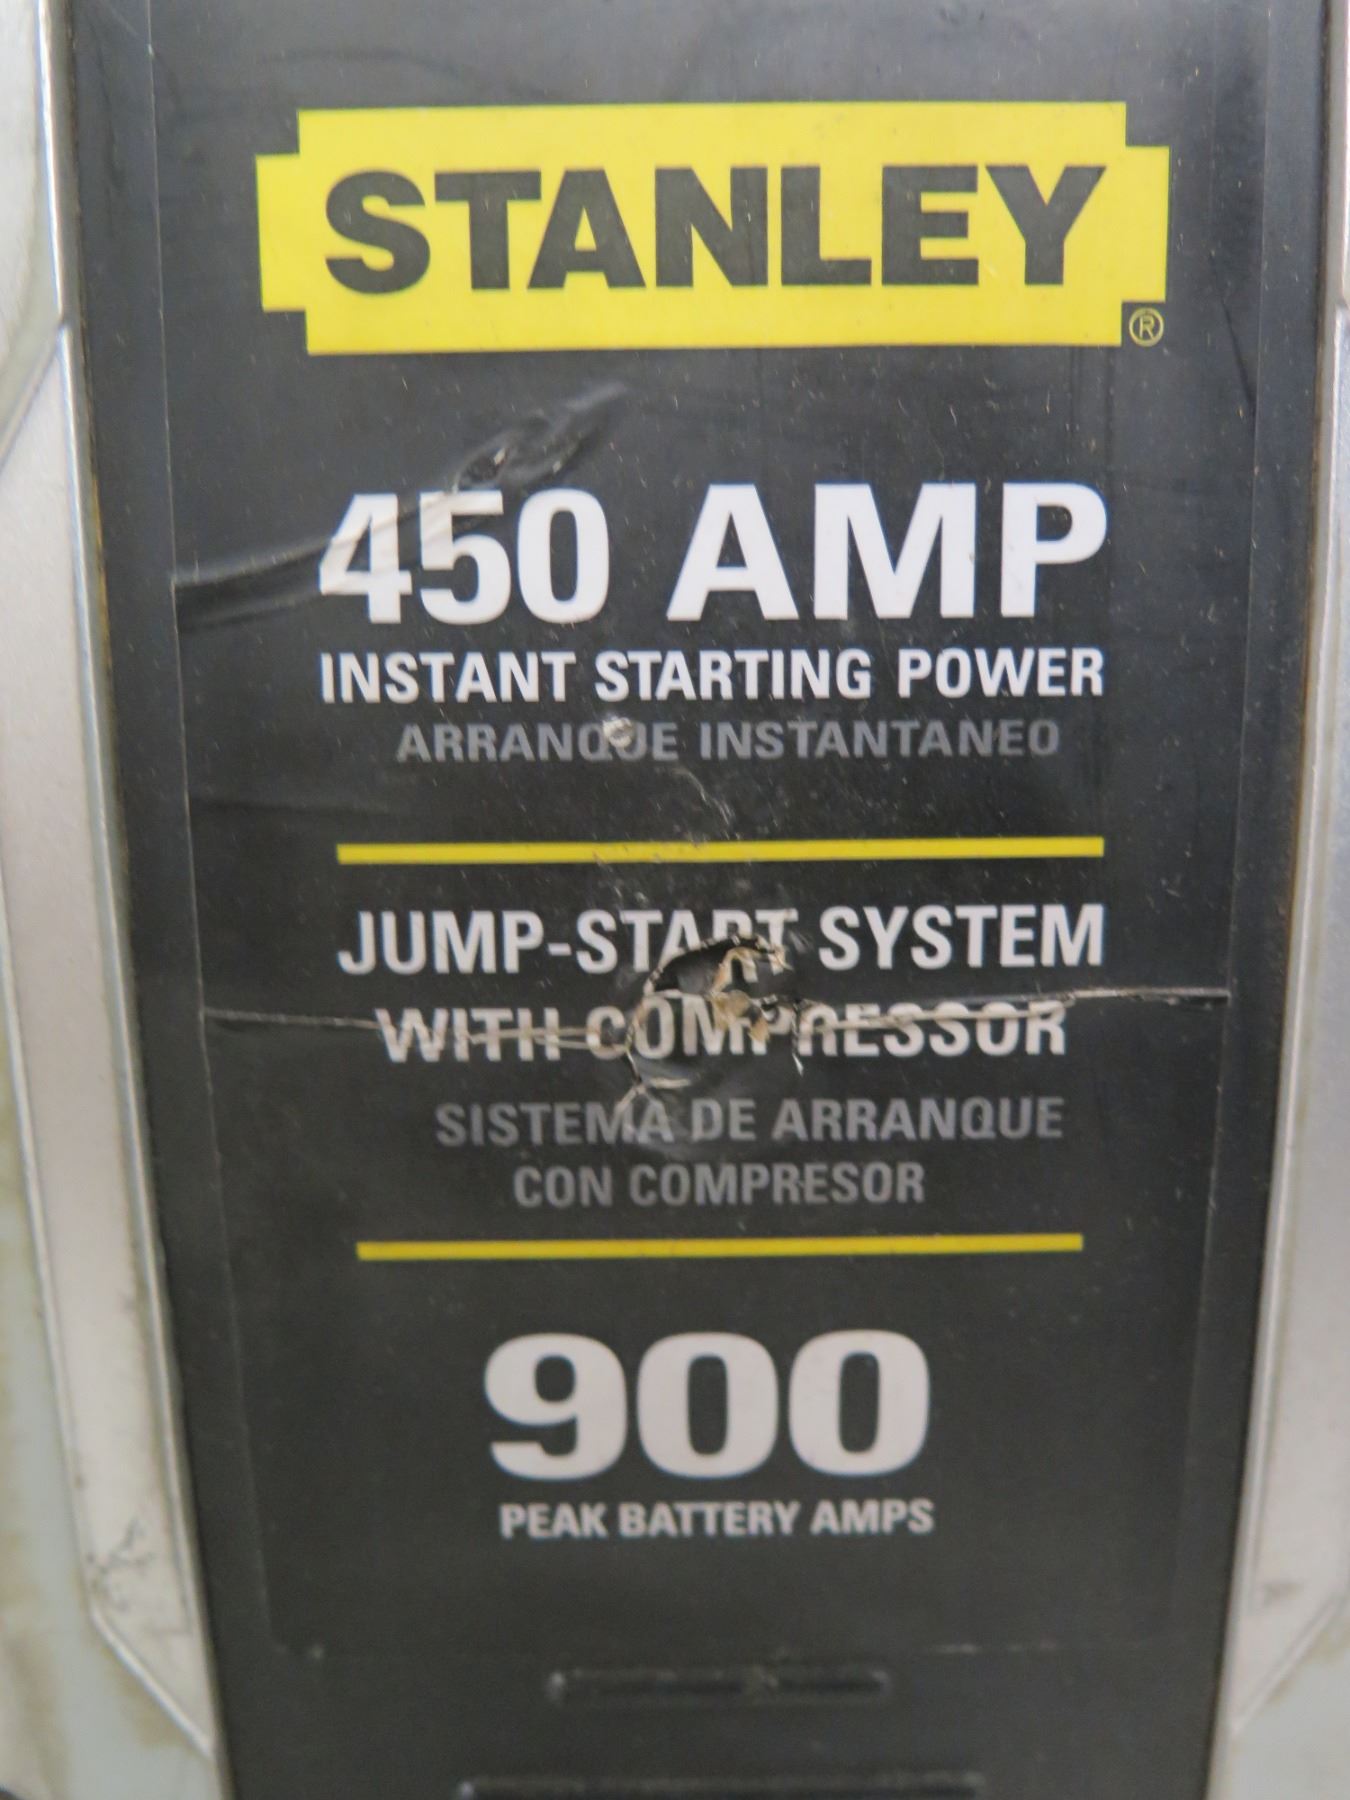 STANLEY
®
450 AMP
INSTANT STARTING POWER
ARRANQUE INSTANTANEO
JUMP-START SYSTEM
WITH COMPRESSOR
SISTEMA DE ARRANQUE
CON COMPRESOR
900
PEAK BATTERY AMPS